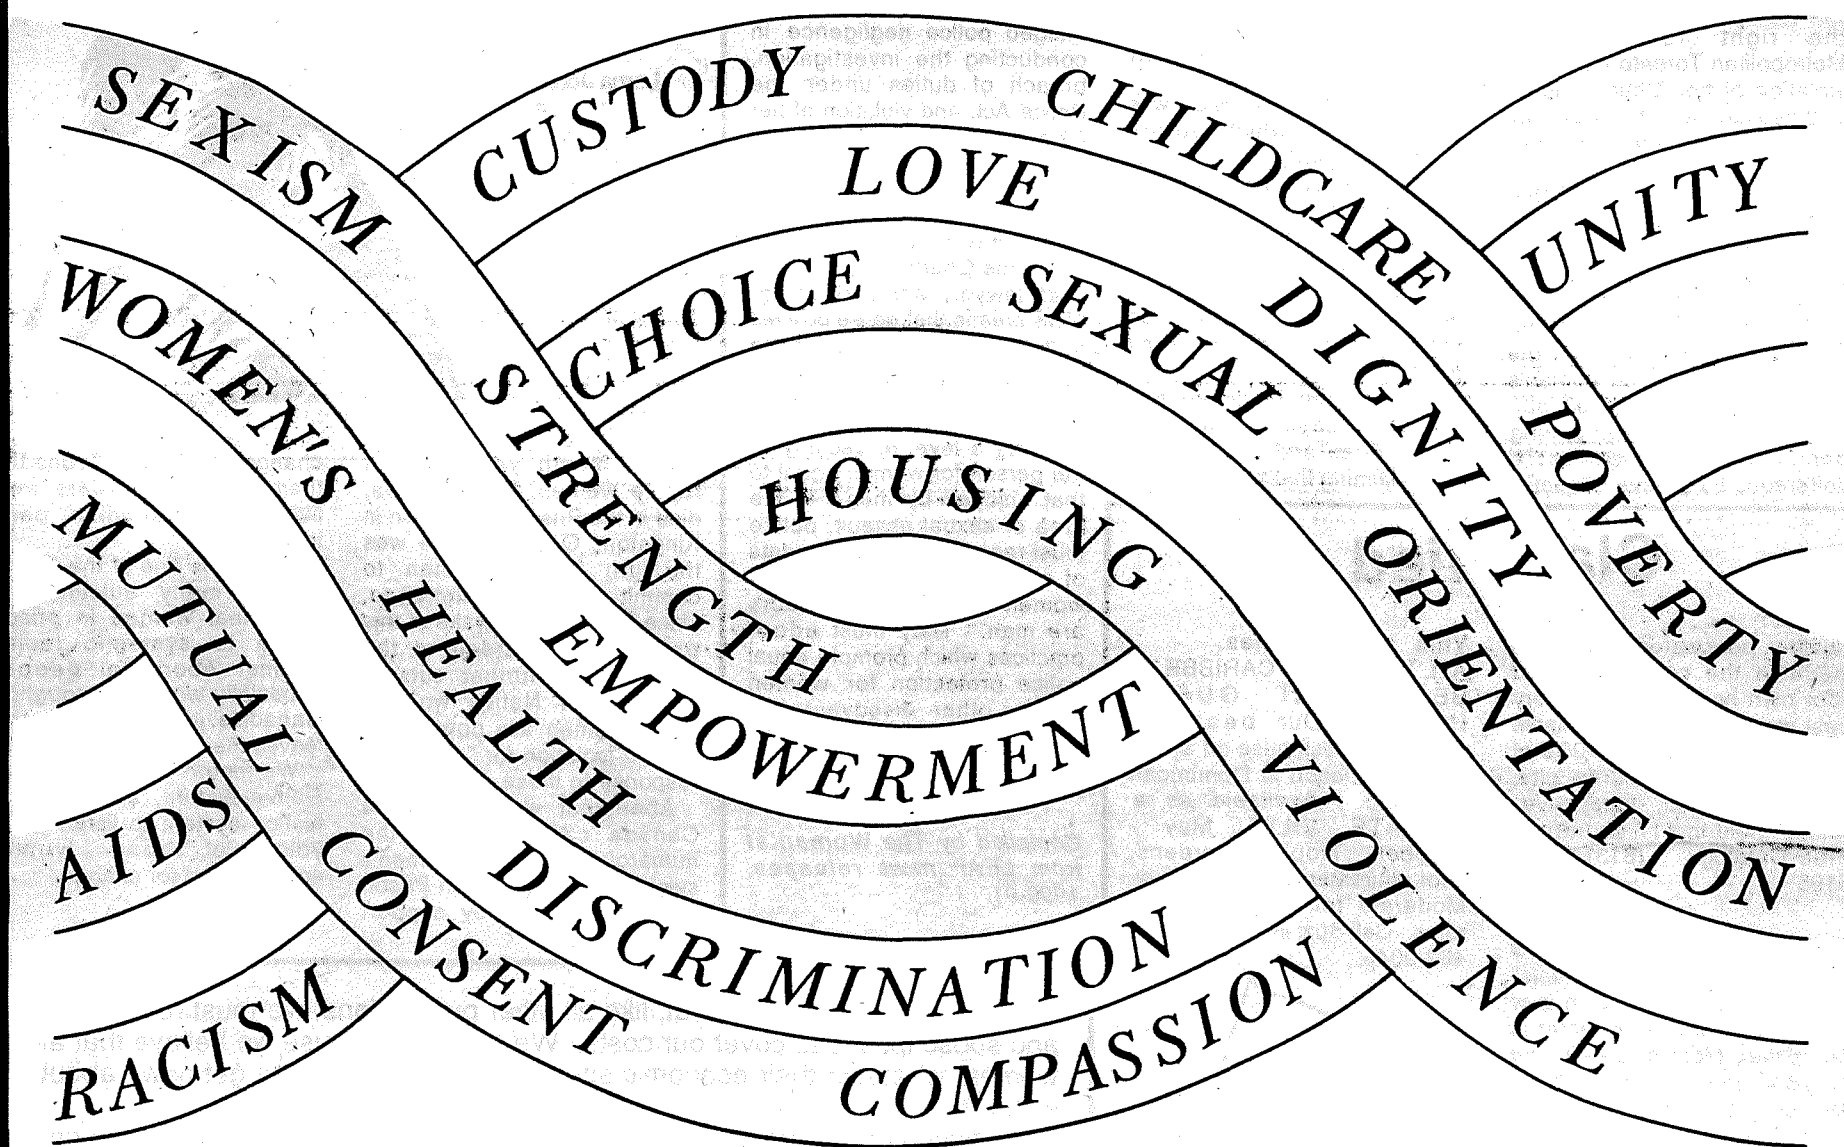 SEXISM
CUSTODY
CHILDCARE
LOVE
UNITY
WOMEN'S
CHOICE
SEXUAL
DIGNITY
STRENGTH
POVERTY
HOUSING
MUTUAL
HEALTH
EMPOWERMENT
ORIENTATION
AIDS
VIOLENCE
DISCRIMINATION
CONSENT
RACISM
COMPASSION